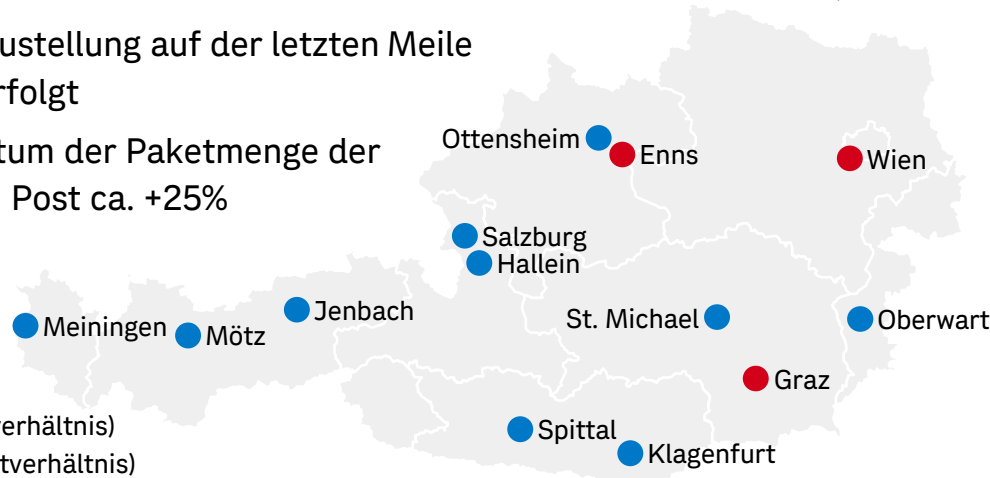 ustellung auf der letzten Meile
rfolgt
tum der Paketmenge der
Post ca. +25%
Ottensheim
Enns
Wien
Salzburg
Hallein
Jenbach
Meiningen
Mötz
St. Michael
Oberwart
Graz
erhältnis)
Spittal
Klagenfurt
tverhältnis)